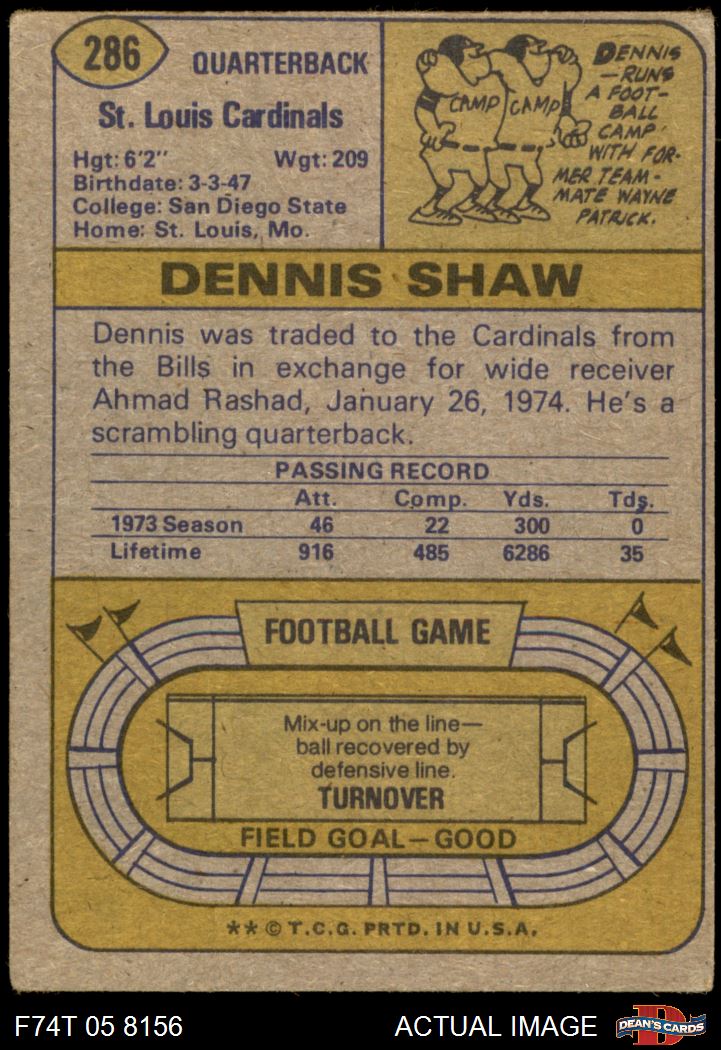 286
QUARTERBACK
St. Louis Cardinals
Hgt: 6'2" Wgt: 209
Birthdate: 3-3-47
College: San Diego State
Home: St. Louis, Mo.
CAMP CAMP
DENNIS
—RUNS
A FOOT-
BALL
CAMP
WITH FOR-
MER TEAM-
MATE WAYNE
PATRICK.
DENNIS SHAW
Dennis was traded to the Cardinals from
the Bills in exchange for wide receiver
Ahmad Rashad, January 26, 1974. He's a
scrambling quarterback.
PASSING RECORD
Att. Comp. Yds. Tds.
1973 Season 46 22 300 0
Lifetime 916 485 6286 35
FOOTBALL GAME
Mix-up on the line—
ball recovered by
defensive line.
TURNOVER
FIELD GOAL—GOOD
** © T.C.G. PRTD. IN U.S.A.
F74T 05 8156
ACTUAL IMAGE
D
DEAN'S CARDS